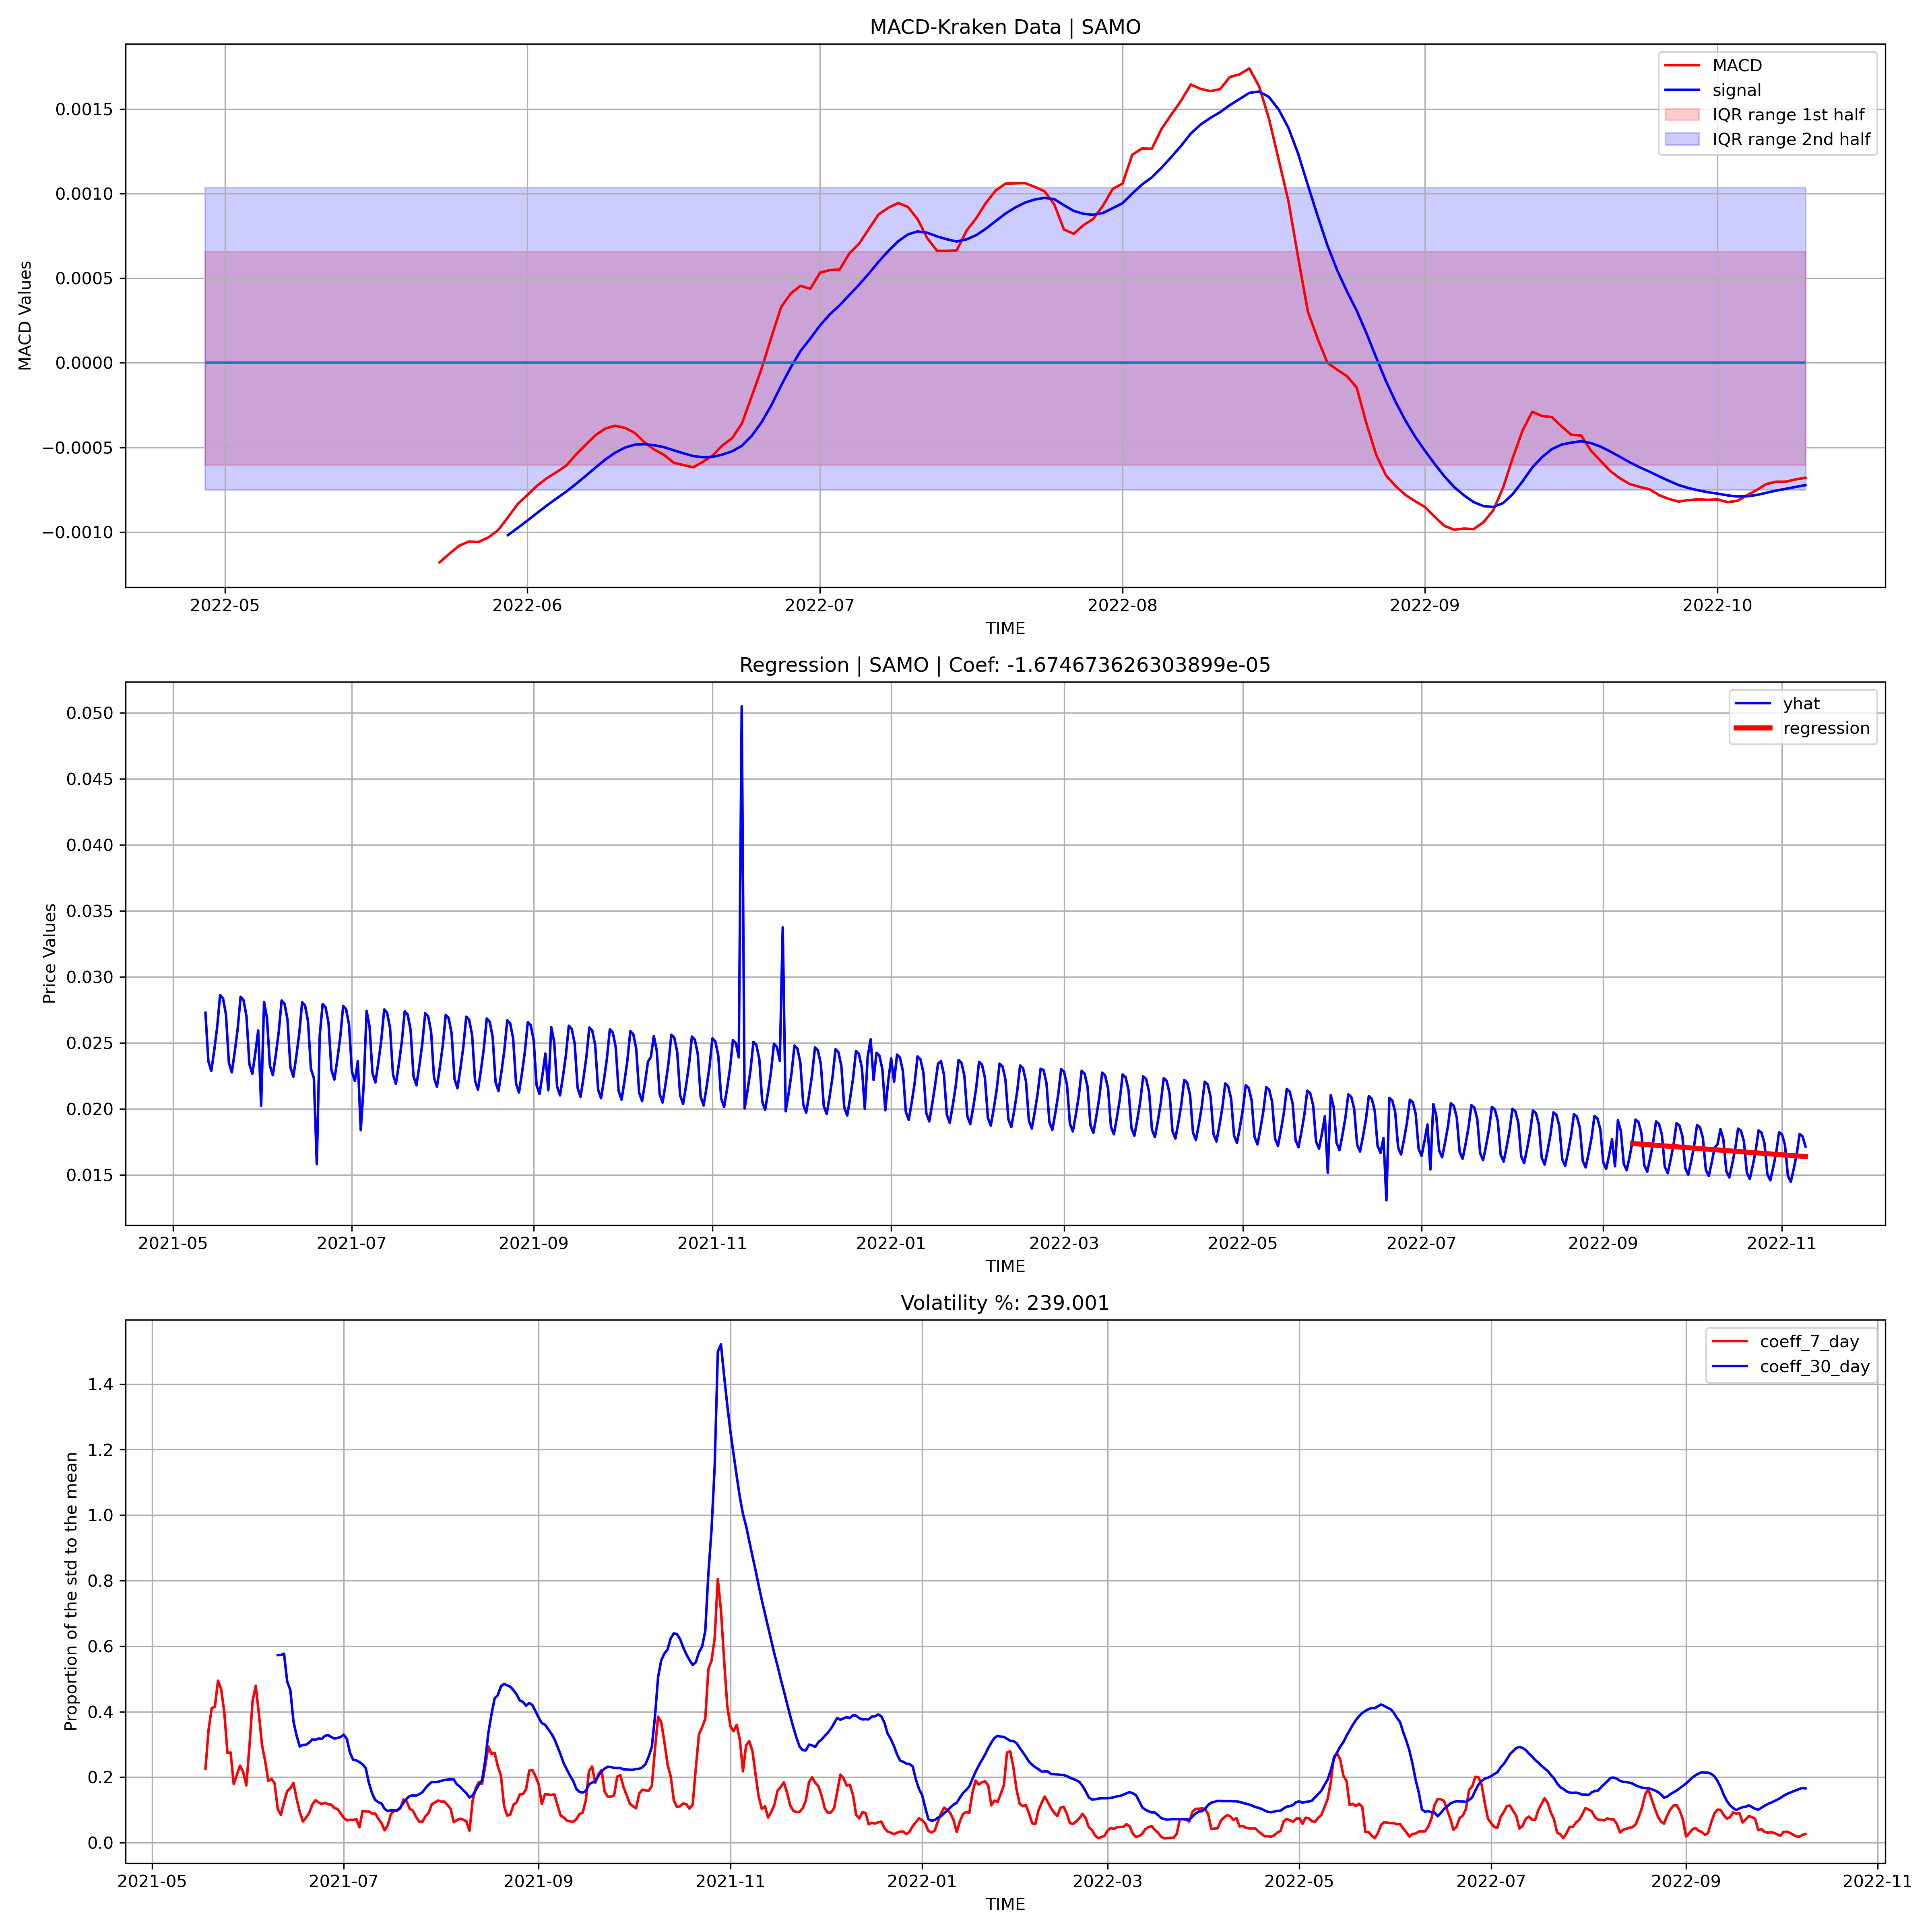 MACD-Kraken Data | SAMO
MACD
signal
IQR range 1st half
IQR range 2nd half
MACD Values
0.0015
0.0010
0.0005
0.0000
−0.0005
−0.0010
2022-05 2022-06 2022-07 2022-08 2022-09 2022-10
TIME
Regression | SAMO | Coef: -1.674673626303899e-05
yhat
regression
Price Values
0.050
0.045
0.040
0.035
0.030
0.025
0.020
0.015
2021-05 2021-07 2021-09 2021-11 2022-01 2022-03 2022-05 2022-07 2022-09 2022-11
TIME
Volatility %: 239.001
coeff_7_day
coeff_30_day
Proportion of the std to the mean
1.4
1.2
1.0
0.8
0.6
0.4
0.2
0.0
2021-05 2021-07 2021-09 2021-11 2022-01 2022-03 2022-05 2022-07 2022-09 2022-11
TIME